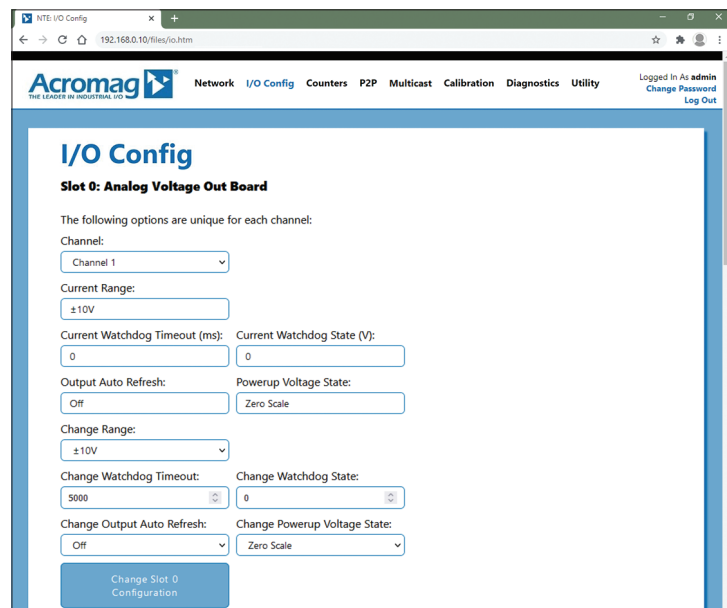 NTE: I/O Config
192.168.0.10/files/io.htm
Acromag
THE LEADER IN INDUSTRIAL I/O
Network I/O Config Counters P2P Multicast Calibration Diagnostics Utility
Logged In As admin
Change Password
Log Out
I/O Config
Slot 0: Analog Voltage Out Board
The following options are unique for each channel:
Channel:
Channel 1
Current Range:
±10V
Current Watchdog Timeout (ms): Current Watchdog State (V):
0 0
Output Auto Refresh: Powerup Voltage State:
Off Zero Scale
Change Range:
±10V
Change Watchdog Timeout: Change Watchdog State:
5000 0
Change Output Auto Refresh: Change Powerup Voltage State:
Off Zero Scale
Change Slot 0
Configuration